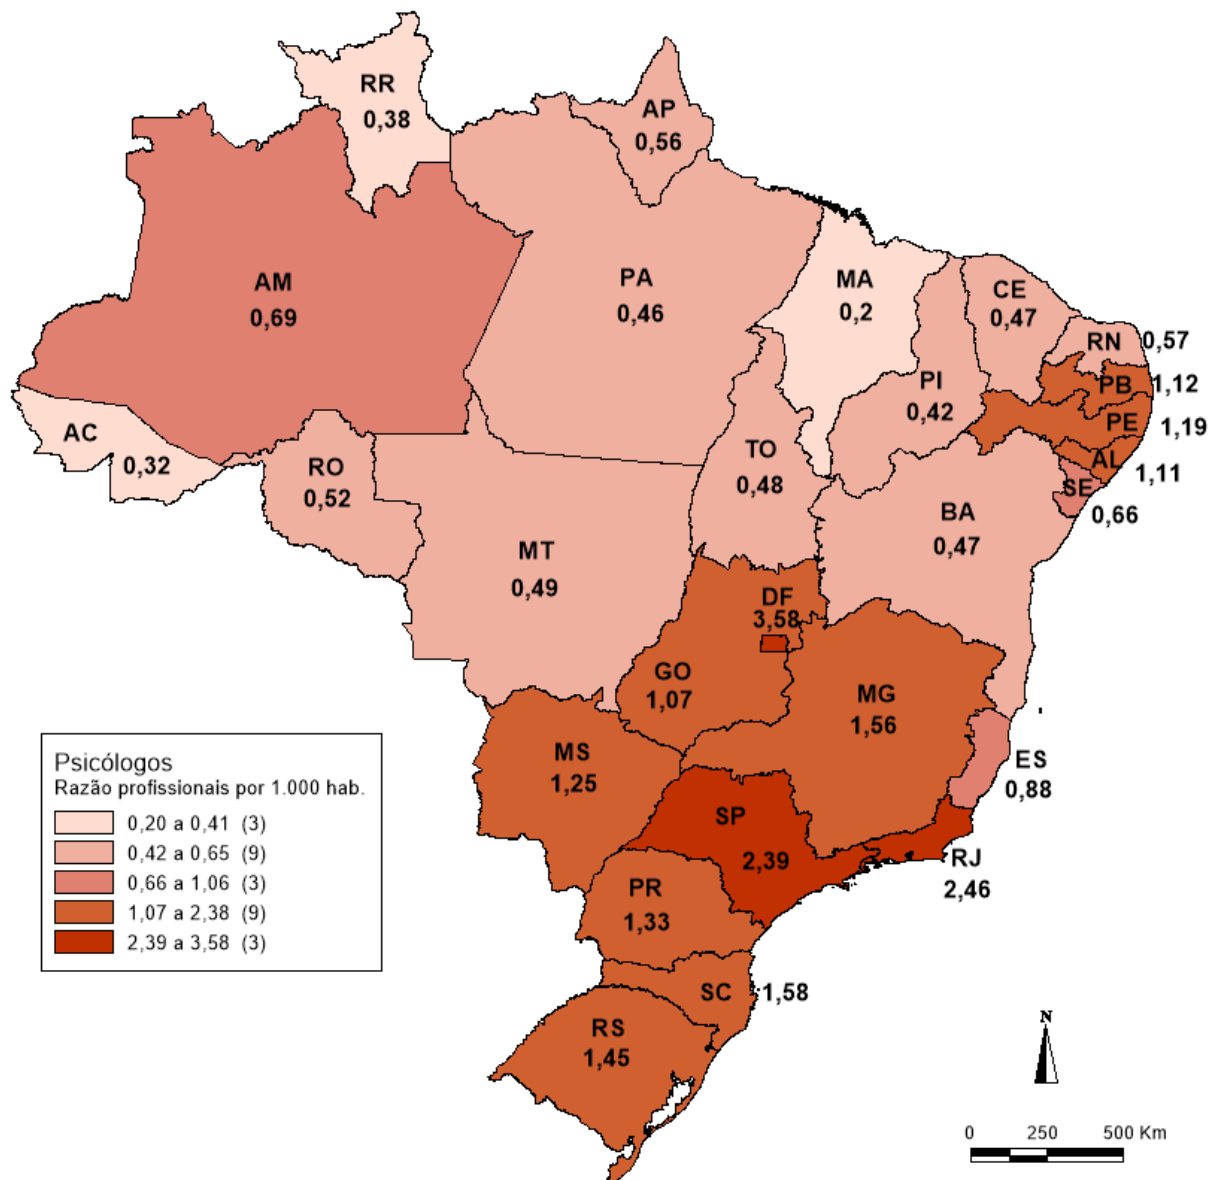 RR
0,38
AP
0,56
AM
0,69
PA
0,46
MA
0,2
CE
0,47
RN 0,57
PI
0,42
PB 1,12
PE 1,19
AL 1,11
SE 0,66
AC
0,32
RO
0,52
TO
0,48
BA
0,47
MT
0,49
DF
3,58
GO
1,07
MG
1,56
MS
1,25
ES
0,88
SP
2,39
RJ
2,46
PR
1,33
SC 1,58
RS
1,45
Psicólogos
Razão profissionais por 1.000 hab.
0,20 a 0,41 (3)
0,42 a 0,65 (9)
0,66 a 1,06 (3)
1,07 a 2,38 (9)
2,39 a 3,58 (3)
N
0 250 500 Km